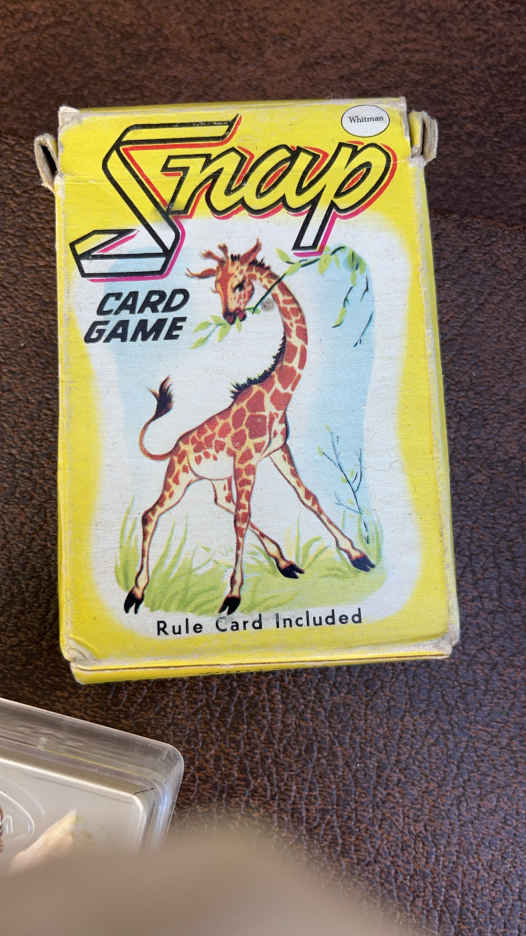 Whitman
Snap
CARD
GAME
Rule Card Included